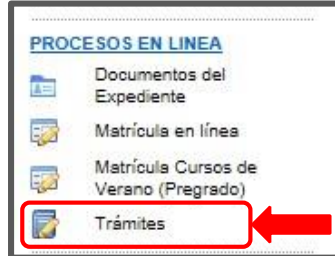 PROCESOS EN LINEA
Documentos del
Expediente
Matrícula en línea
Matrícula Cursos de
Verano (Pregrado)
Trámites